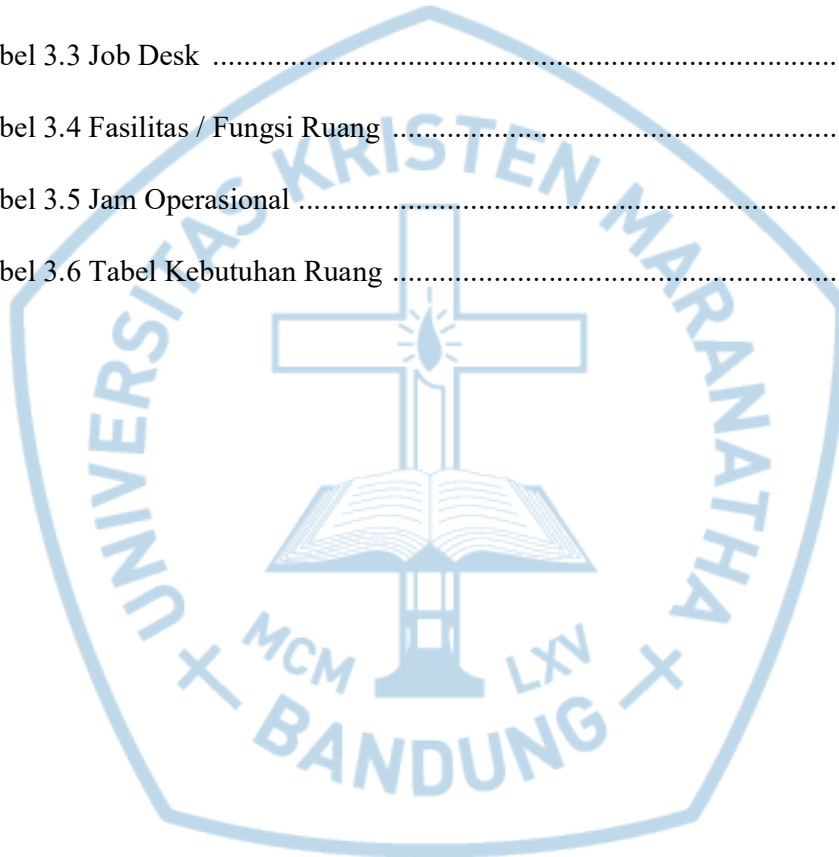 bel 3.3 Job Desk ................................................................................
bel 3.4 Fasilitas / Fungsi Ruang .........................................................
bel 3.5 Jam Operasional .....................................................................
bel 3.6 Tabel Kebutuhan Ruang .........................................................
UNIVERSITAS KRISTEN MARANATHA
MCM LXV
BANDUNG